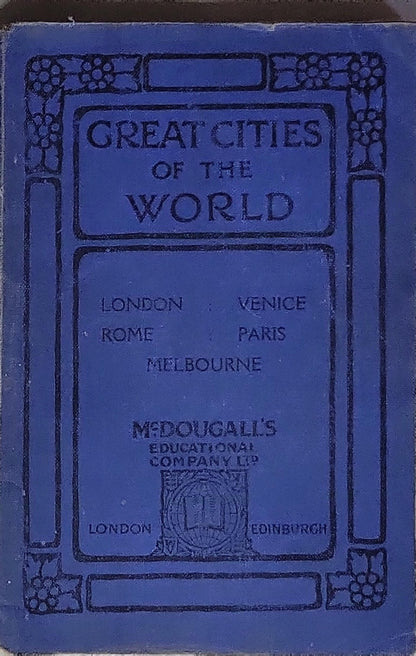 GREAT CITIES
OF THE
WORLD
LONDON : VENICE
ROME : PARIS
MELBOURNE
McDOUGALL'S
EDUCATIONAL
COMPANY LTD
LONDON EDINBURGH